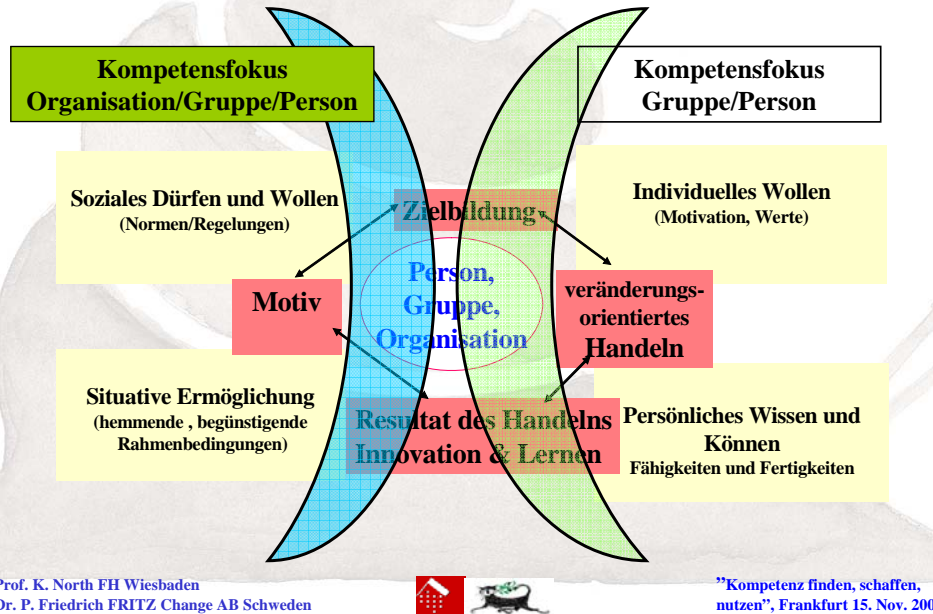 Kompetensfokus
Organisation/Gruppe/Person
Kompetensfokus
Gruppe/Person
Soziales Dürfen und Wollen
(Normen/Regelungen)
Zielbildung
Individuelles Wollen
(Motivation, Werte)
Motiv
Person,
Gruppe,
Organisation
veränderungs-
orientiertes
Handeln
Situative Ermöglichung
(hemmende , begünstigende
Rahmenbedingungen)
Resultat des Handelns
Innovation & Lernen
Persönliches Wissen und
Können
Fähigkeiten und Fertigkeiten
Prof. K. North FH Wiesbaden
Dr. P. Friedrich FRITZ Change AB Schweden
”Kompetenz finden, schaffen,
nutzen”, Frankfurt 15. Nov. 200